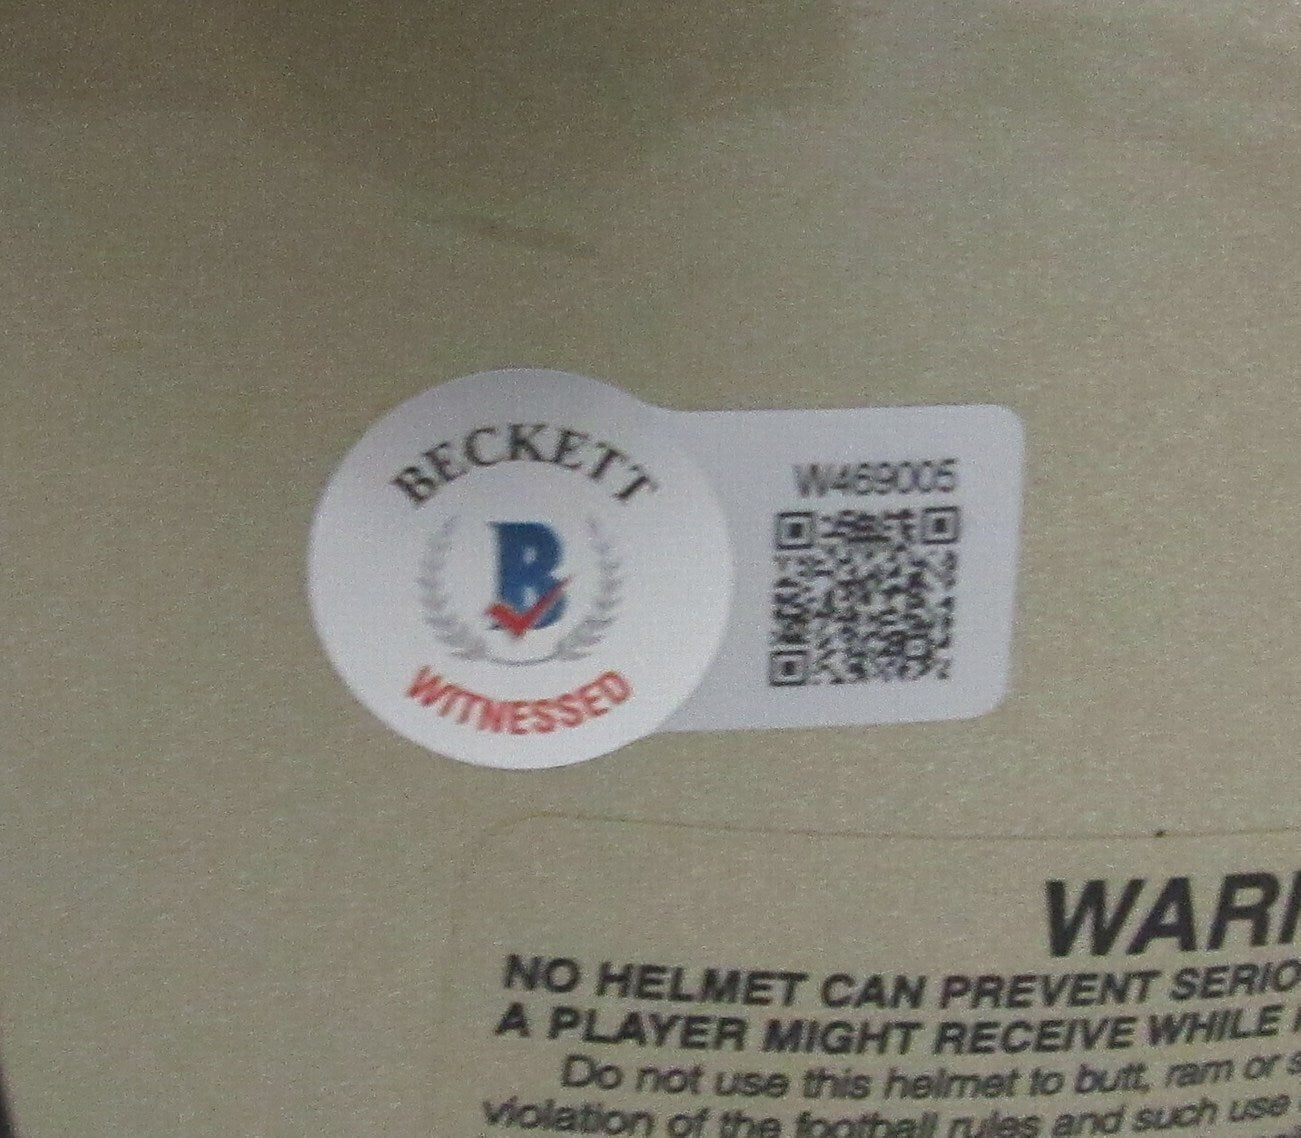 BECKETT
B
WITNESSED
W469005
WARN
NO HELMET CAN PREVENT SERIO
A PLAYER MIGHT RECEIVE WHILE
Do not use this helmet to butt, ram or s
violation of the football rules and such use